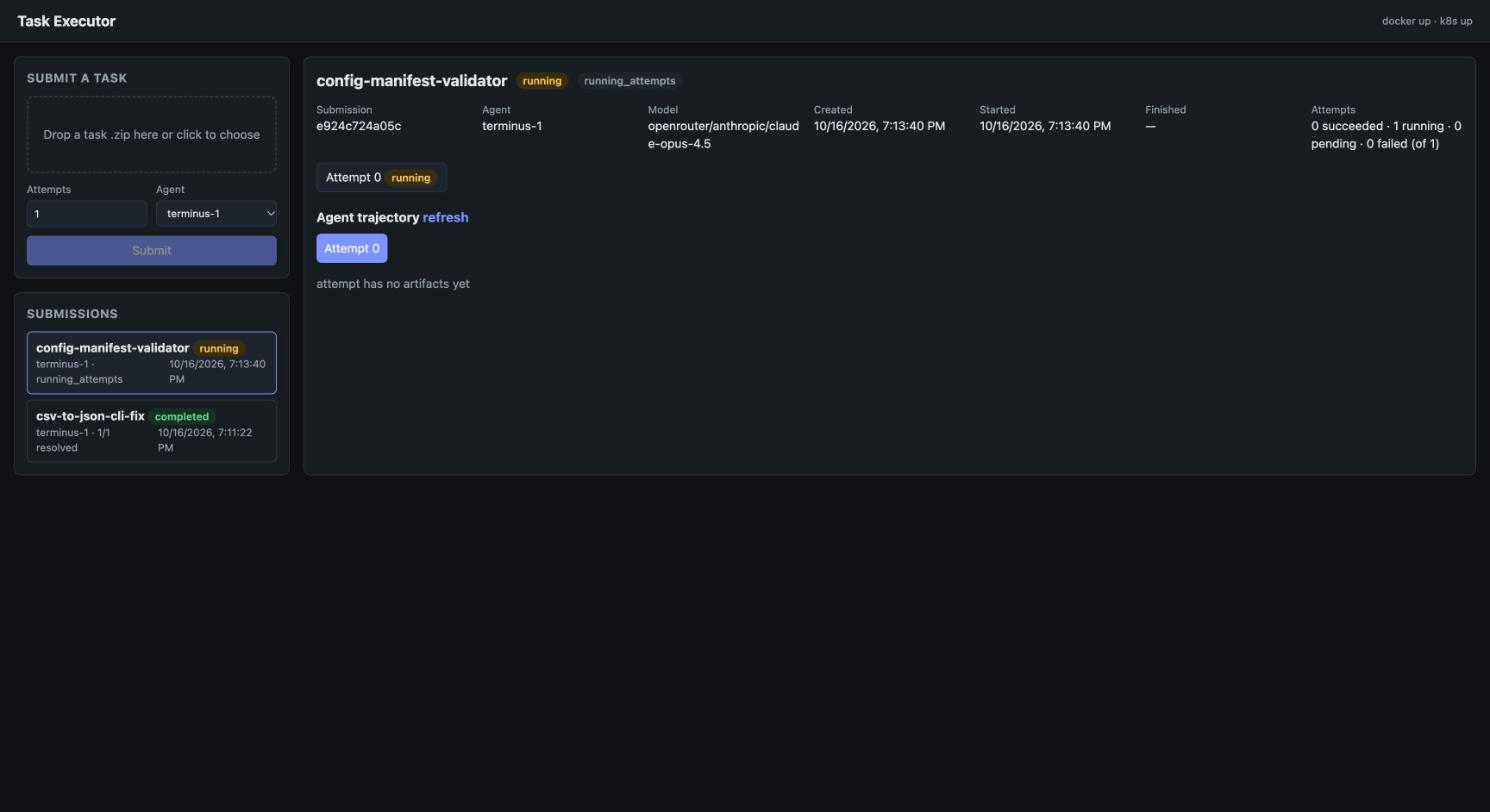 Task Executor
docker up · k8s up
SUBMIT A TASK
Drop a task .zip here or click to choose
Attempts
Agent
1
terminus-1
Submit
SUBMISSIONS
config-manifest-validator running
terminus-1 ·
running_attempts
10/16/2026, 7:13:40
PM
csv-to-json-cli-fix completed
terminus-1 · 1/1
resolved
10/16/2026, 7:11:22
PM
config-manifest-validator running running_attempts
Submission
e924c724a05c
Agent
terminus-1
Model
openrouter/anthropic/claud
e-opus-4.5
Created
10/16/2026, 7:13:40 PM
Started
10/16/2026, 7:13:40 PM
Finished
—
Attempts
0 succeeded · 1 running · 0
pending · 0 failed (of 1)
Attempt 0 running
Agent trajectory refresh
Attempt 0
attempt has no artifacts yet